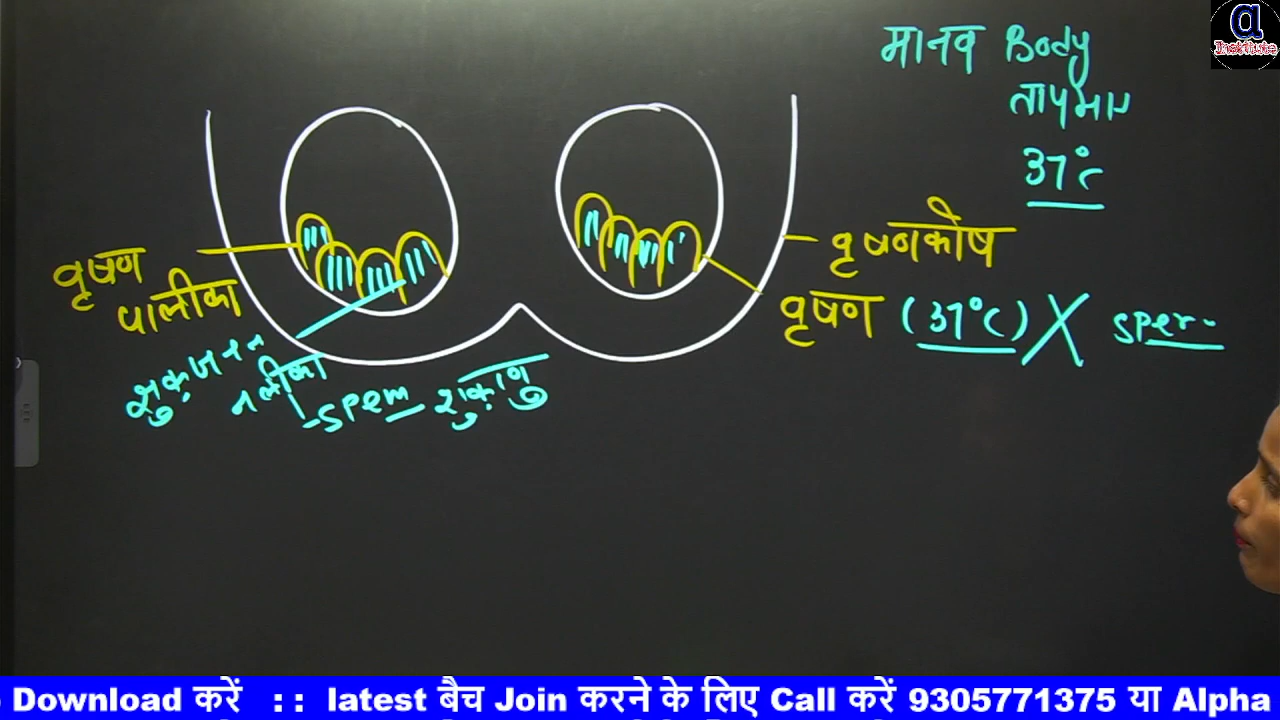 α
Institute
मानव Body
तापमान
37°c
वृषणकोष
वृषण (37°C) X sper
वृषण
पालीका
शुक्रजनन
नलीका
sperm शुक्राणु
Download करें :: latest बैच Join करने के लिए Call करें 9305771375 या Alpha